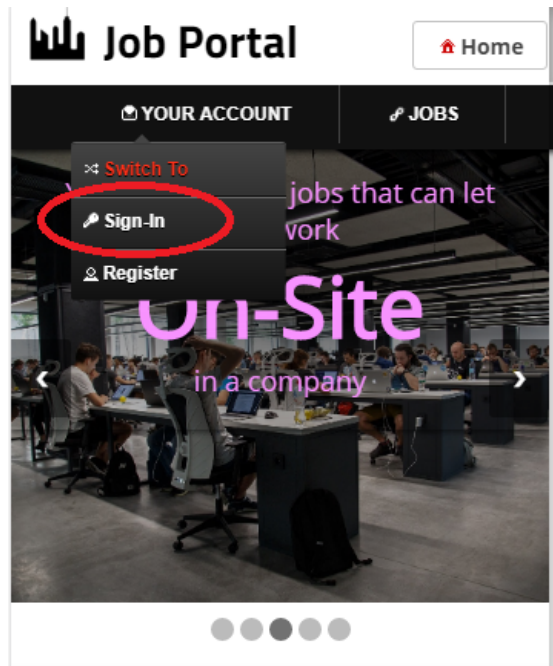 Job Portal
Home
YOUR ACCOUNT
JOBS
Switch To
Sign-In
Register
jobs that can let
work
On-Site
in a company